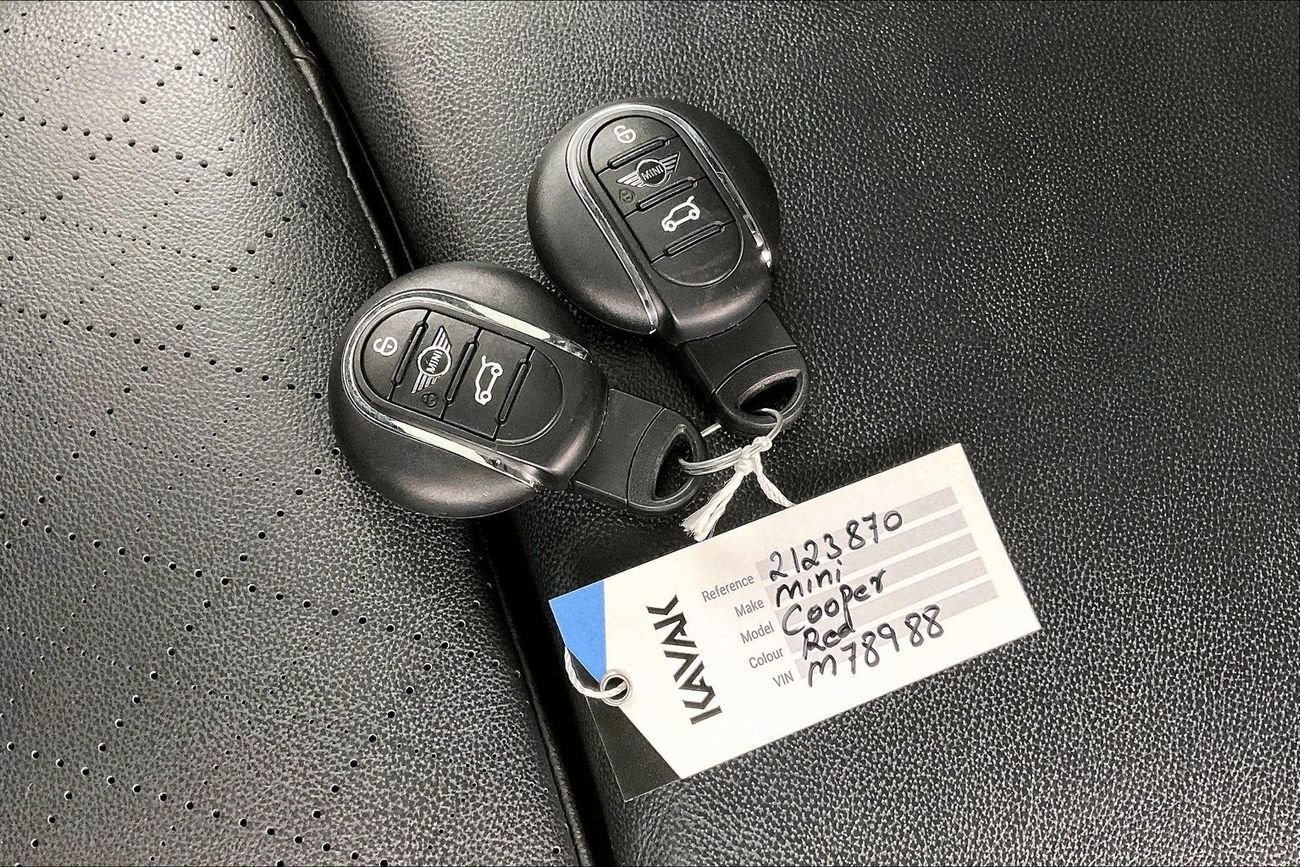 MINI
MINI
KAVAK
Reference 2123870
Make Mini
Model Cooper
Colour Red
VIN M78988